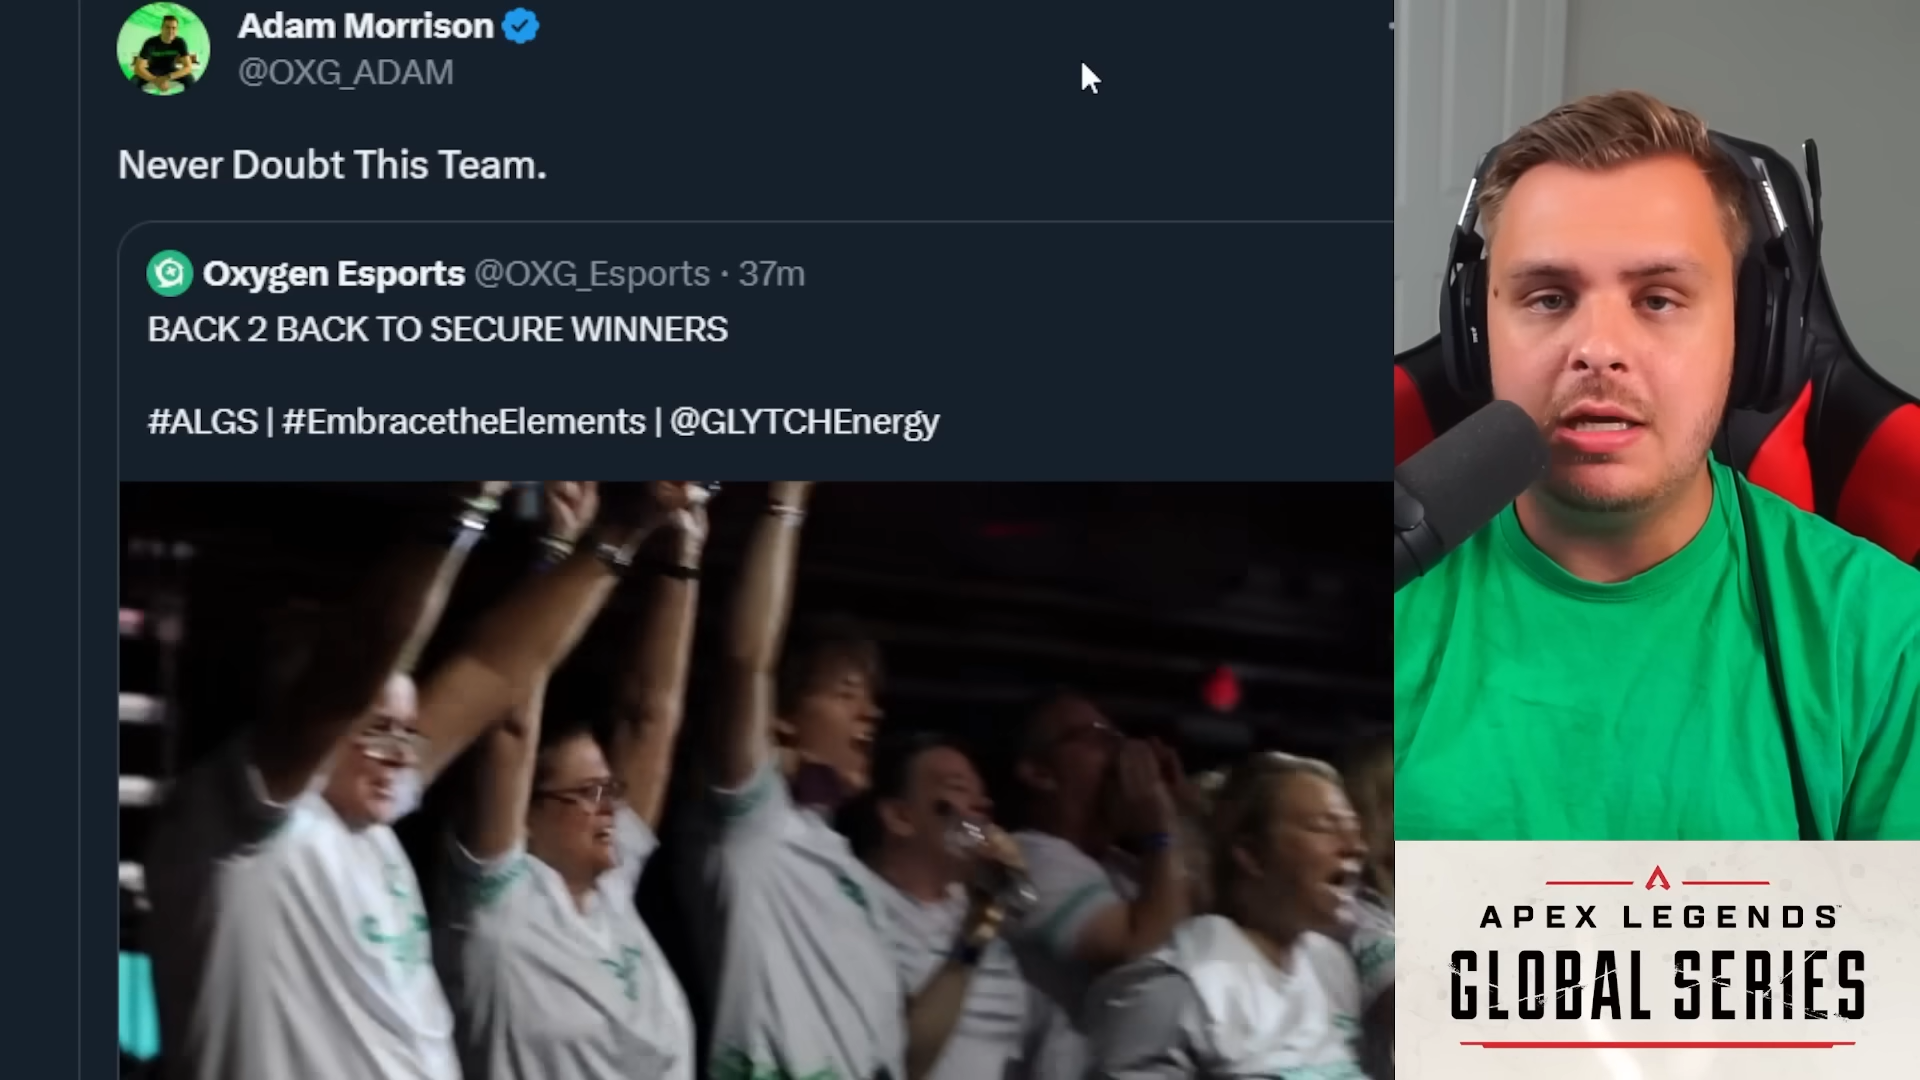 Adam Morrison
@OXG_ADAM
Never Doubt This Team.
Oxygen Esports @OXG_Esports · 37m
BACK 2 BACK TO SECURE WINNERS
#ALGS | #EmbracetheElements | @GLYTCHEnergy
APEX LEGENDS™
GLOBAL SERIES